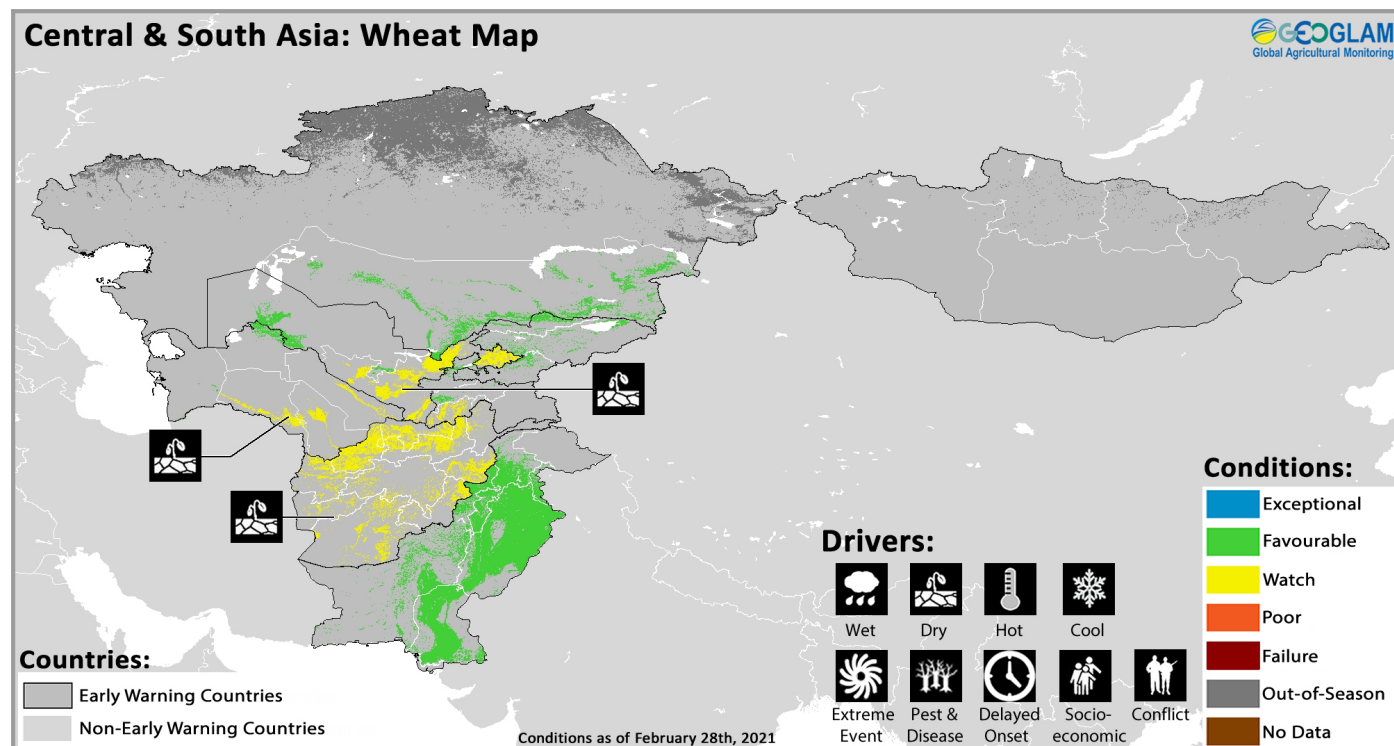 Central & South Asia: Wheat Map
GEOGLAM
Global Agricultural Monitoring
Conditions:
Exceptional
Favourable
Watch
Poor
Failure
Out-of-Season
No Data
Drivers:
Wet
Dry
Hot
Cool
Extreme
Event
Pest &
Disease
Delayed
Onset
Socio-
economic
Conflict
Countries:
Early Warning Countries
Non-Early Warning Countries
Conditions as of February 28th, 2021